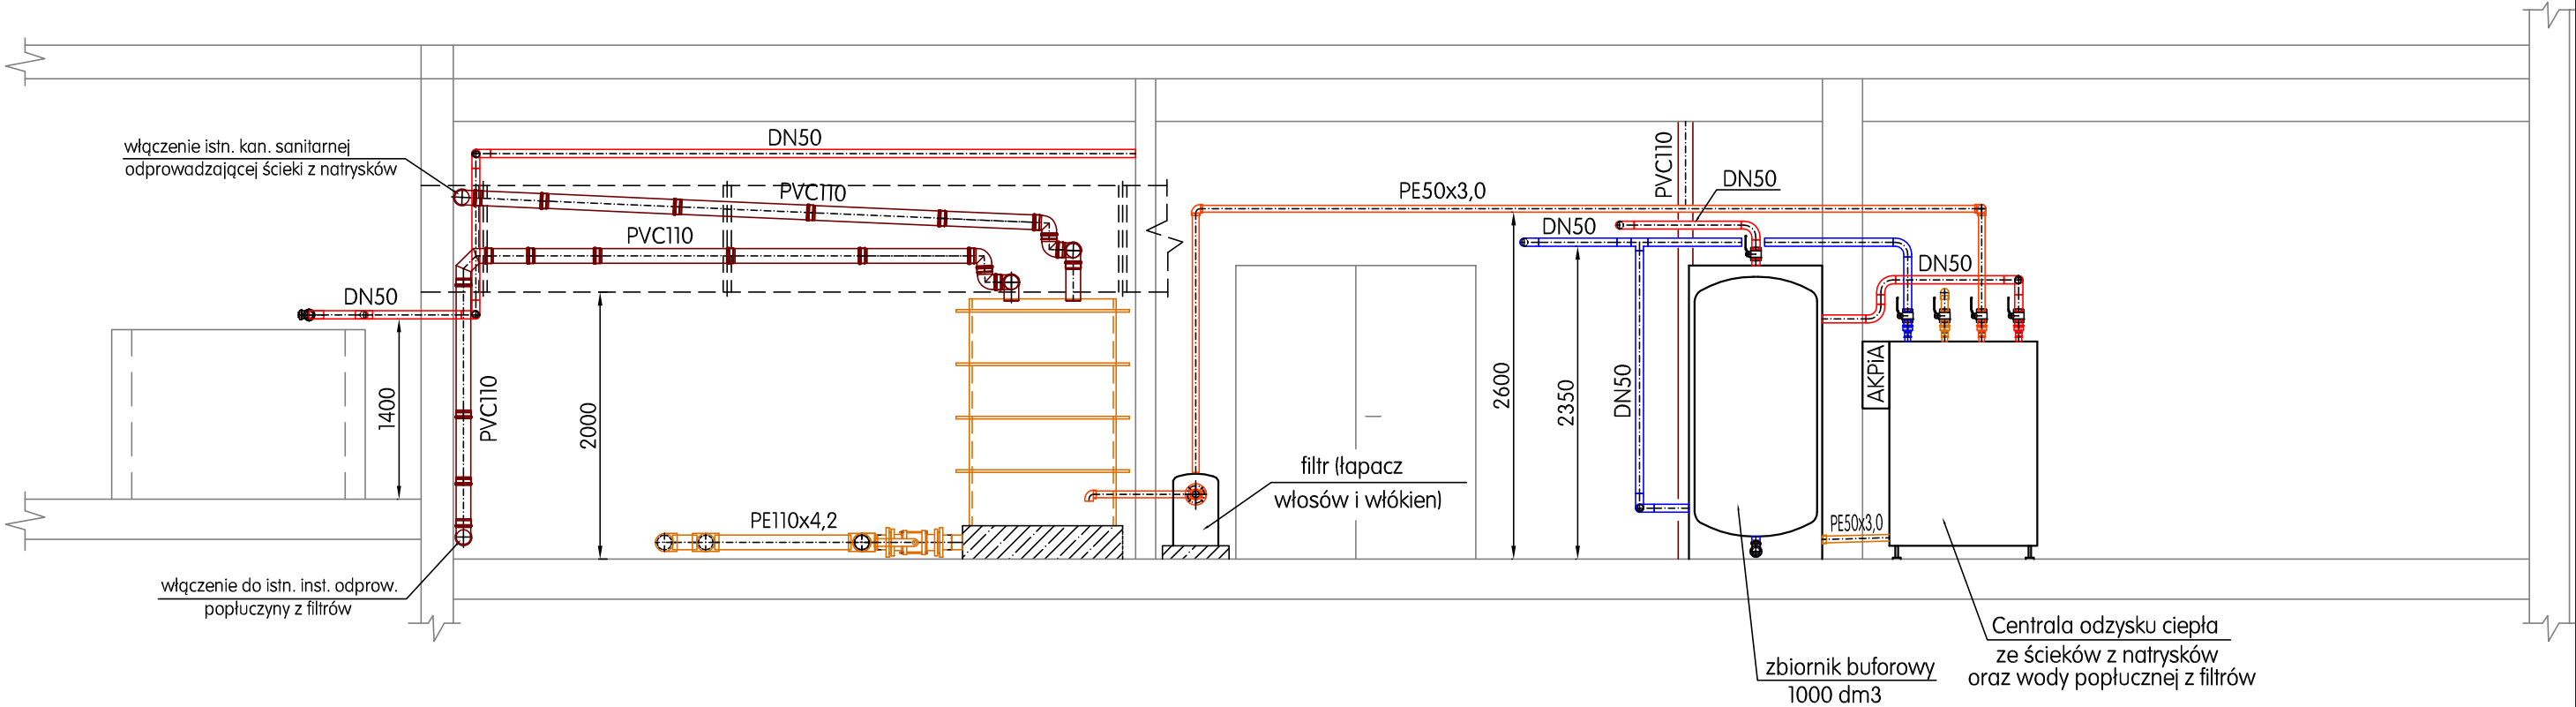 DN50
włączenie istn. kan. sanitarnej
odprowadzającej ścieki z natrysków
PVC110
PVC110
DN50
1400
PVC110
2000
PE110x4,2
włączenie do istn. inst. odprow.
popłuczyny z filtrów
PE50x3,0
PVC110
DN50
DN50
DN50
2600
2350
DN50
AKPiA
filtr (łapacz
włosów i włókien)
PE50x3,0
Centrala odzysku ciepła
ze ścieków z natrysków
oraz wody popłucznej z filtrów
zbiornik buforowy
1000 dm3